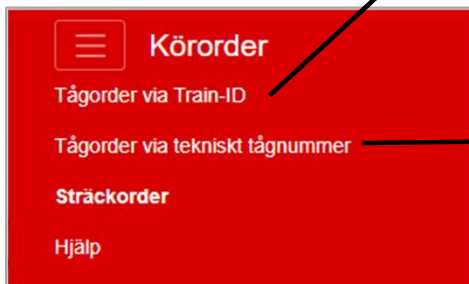 Körorder
Tågorder via Train-ID
Tågorder via tekniskt tågnummer
Sträckorder
Hjälp